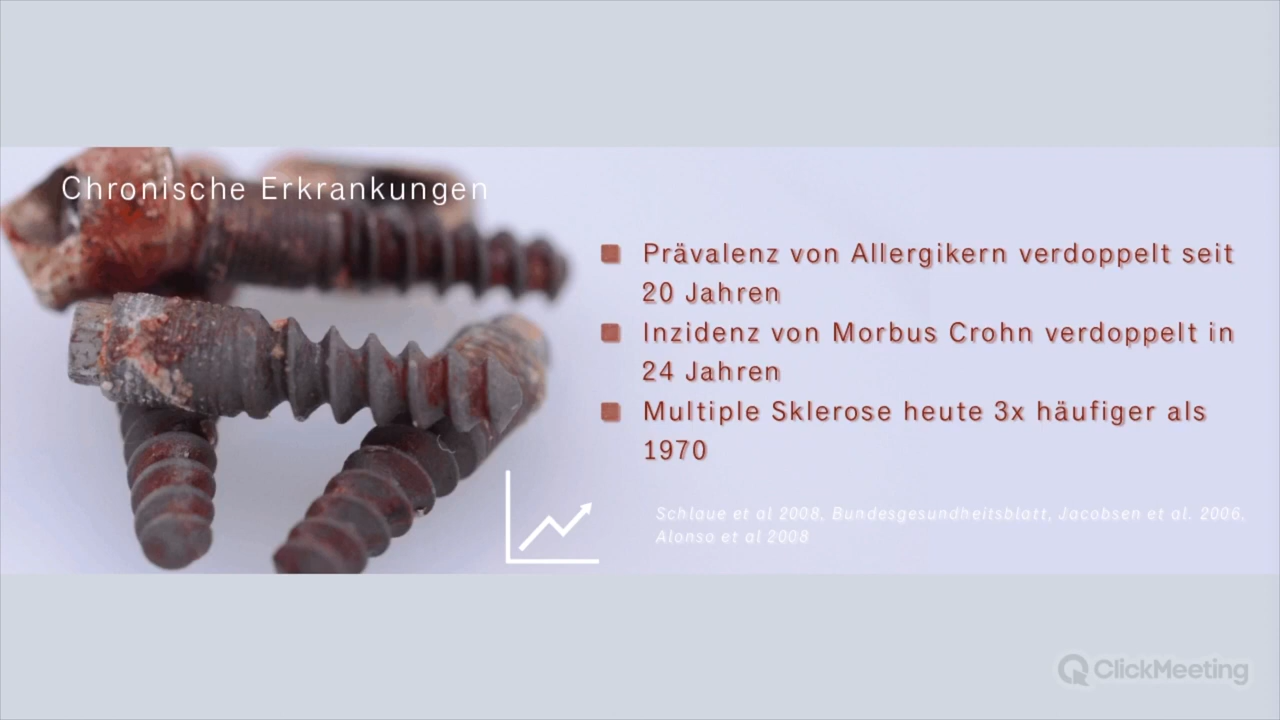 Chronische Erkrankungen
Prävalenz von Allergikern verdoppelt seit
20 Jahren
Inzidenz von Morbus Crohn verdoppelt in
24 Jahren
Multiple Sklerose heute 3x häufiger als
1970
Schlaue et al 2008, Bundesgesundheitsblatt, Jacobsen et al. 2006,
Alonso et al 2008
ClickMeeting